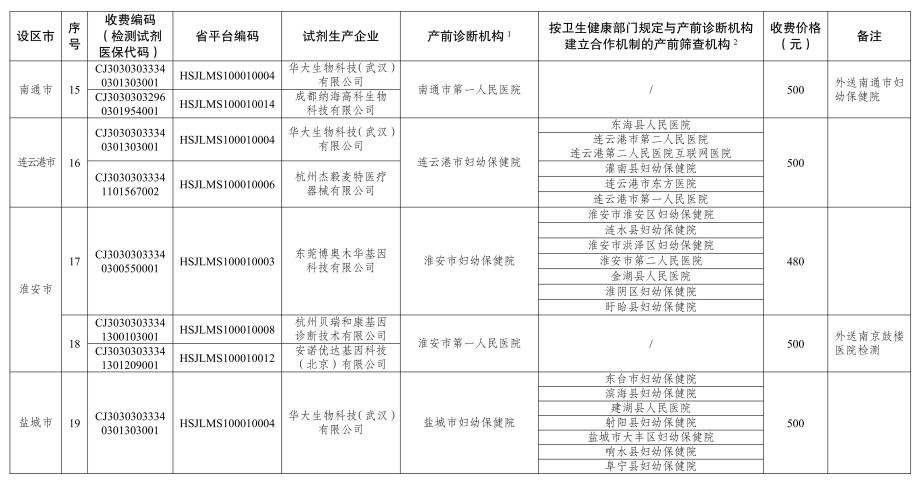 设区市
序
号
收费编码
（检测试剂
医保代码）
省平台编码
试剂生产企业
产前诊断机构 1
按卫生健康部门规定与产前诊断机构
建立合作机制的产前筛查机构 2
收费价格
（元）
备注
南通市
15
CJ3030303334
0301303001
HSJLMS100010004
华大生物科技(武汉)
有限公司
CJ3030303296
0301954001
HSJLMS100010014
成都纳海高科生物
科技有限公司
南通市第一人民医院
/
500
外送南通市妇
幼保健院
连云港市
16
CJ3030303334
0301303001
HSJLMS100010004
华大生物科技(武汉)
有限公司
CJ3030303334
1101567002
HSJLMS100010006
杭州杰毅麦特医疗
器械有限公司
连云港市妇幼保健院
东海县人民医院
连云港市第二人民医院
连云港第二人民医院互联网医院
灌南县妇幼保健院
连云港市东方医院
连云港市第一人民医院
500
淮安市
17
CJ3030303334
0300550001
HSJLMS100010003
东莞博奥木华基因
科技有限公司
淮安市妇幼保健院
淮安市淮安区妇幼保健院
涟水县妇幼保健院
淮安市洪泽区妇幼保健院
淮安市第二人民医院
金湖县人民医院
淮阴区妇幼保健院
盱眙县妇幼保健院
480
18
CJ3030303334
1300103001
HSJLMS100010008
杭州贝瑞和康基因
诊断技术有限公司
CJ3030303334
1301209001
HSJLMS100010012
安诺优达基因科技
(北京)有限公司
淮安市第一人民医院
/
500
外送南京鼓楼
医院检测
盐城市
19
CJ3030303334
0301303001
HSJLMS100010004
华大生物科技(武汉)
有限公司
盐城市妇幼保健院
东台市妇幼保健院
滨海县妇幼保健院
建湖县人民医院
射阳县妇幼保健院
盐城市大丰区妇幼保健院
响水县妇幼保健院
阜宁县妇幼保健院
500